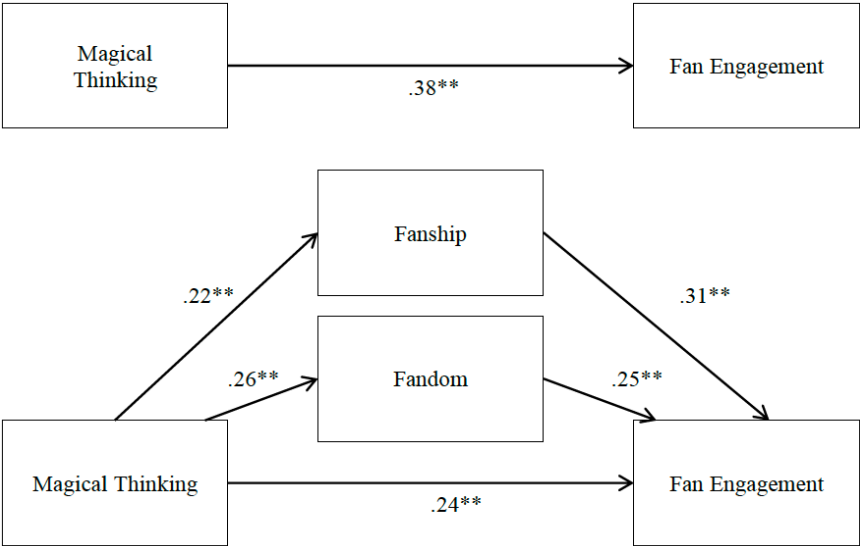 Magical
Thinking
Fan Engagement
.38**
Fanship
.22**
.31**
Fandom
.26**
.25**
Magical Thinking
Fan Engagement
.24**